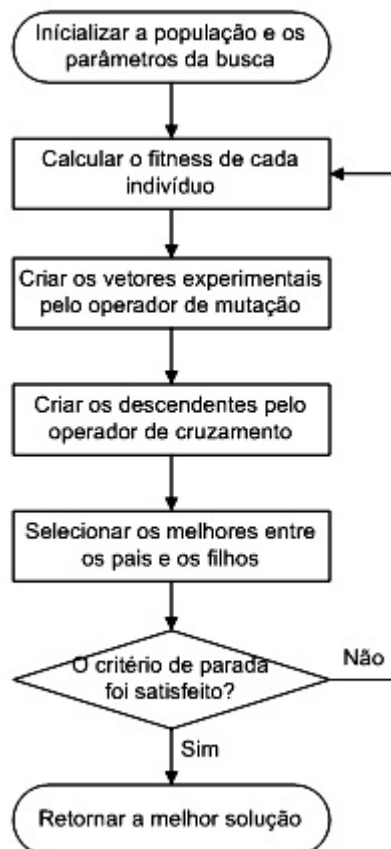 Inícializar a população e os
parâmetros da busca
Calcular o fitness de cada
indivíduo
Criar os vetores experimentais
pelo operador de mutação
Criar os descendentes pelo
operador de cruzamento
Selecionar os melhores entre
os pais e os filhos
O critério de parada
foi satisfeito?
Não
Sim
Retornar a melhor solução